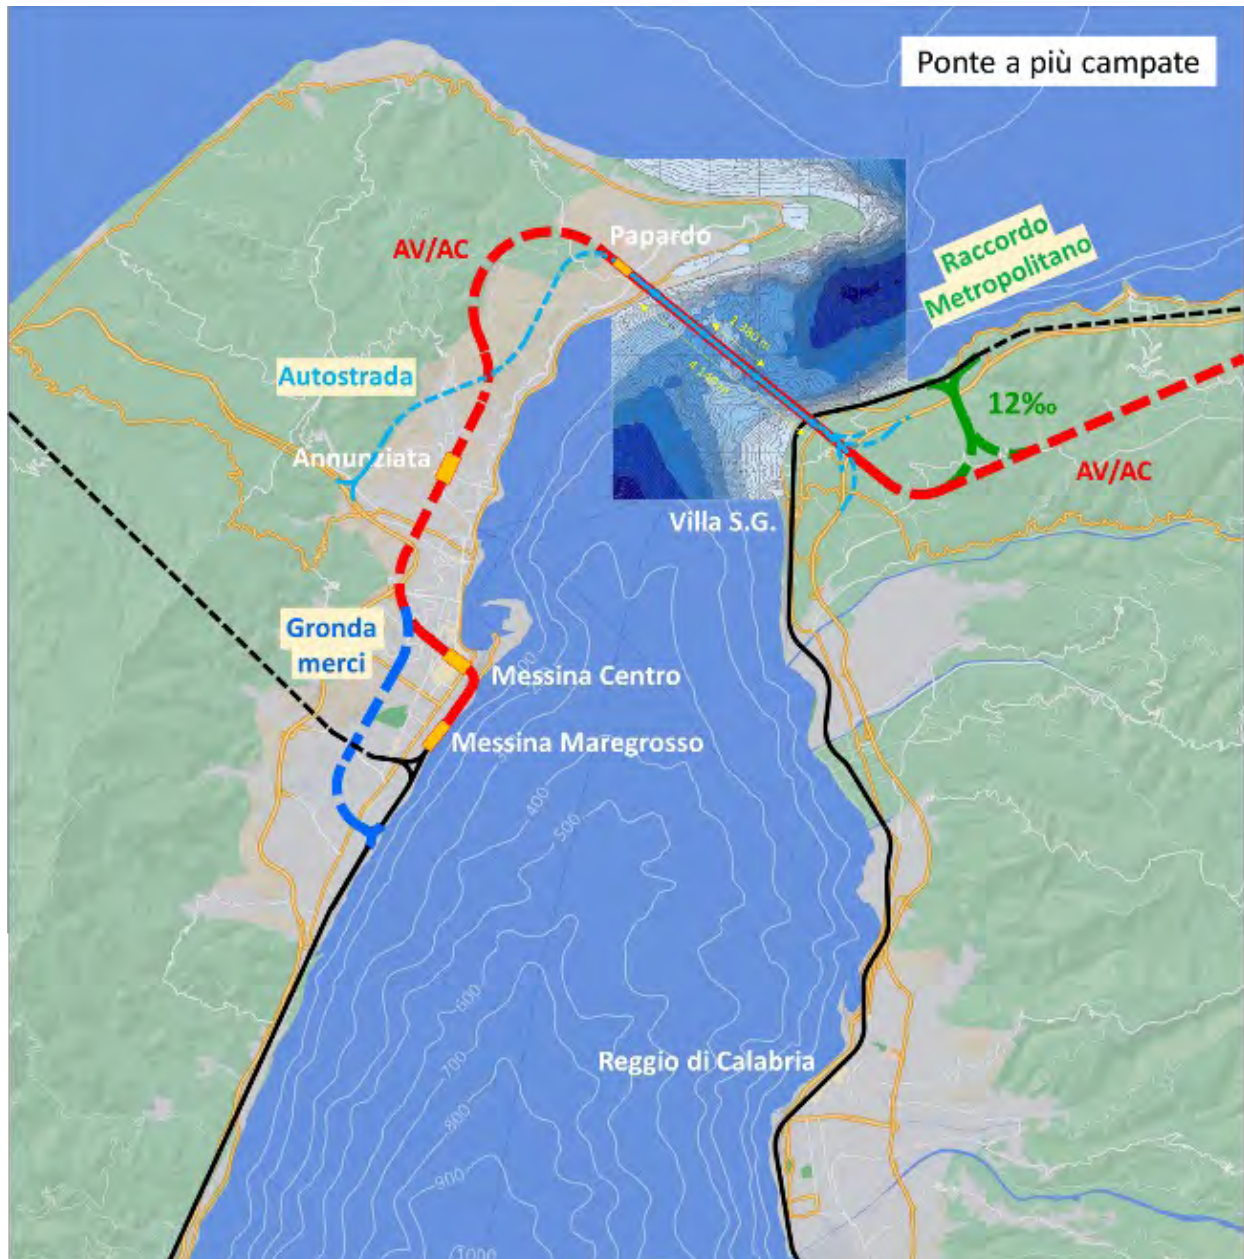 Ponte a più campate
Papardo
AV/AC
Raccordo
Metropolitano
Autostrada
12‰
Annunziata
AV/AC
Villa S.G.
Gronda
merci
Messina Centro
Messina Maregrosso
400
500
600
Reggio di Calabria
700
800
900
1000